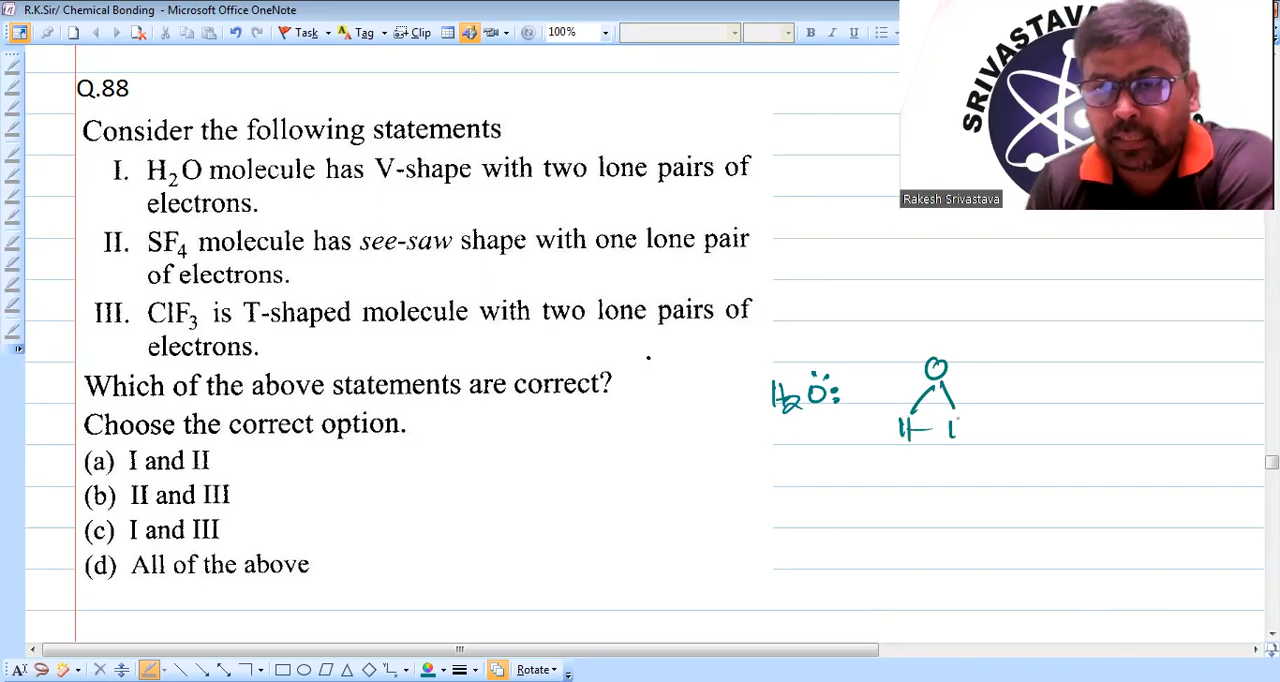 R.K.Sir/ Chemical Bonding - Microsoft Office OneNote
Task Tag Clip 100% B I U
SRIVASTAVA
Rakesh Srivastava
Q.88
Consider the following statements
I. H₂O molecule has V-shape with two lone pairs of
electrons.
II. SF₄ molecule has see-saw shape with one lone pair
of electrons.
III. ClF₃ is T-shaped molecule with two lone pairs of
electrons.
Which of the above statements are correct?
Choose the correct option.
(a) I and II
(b) II and III
(c) I and III
(d) All of the above
H₂O:
O
H
Rotate